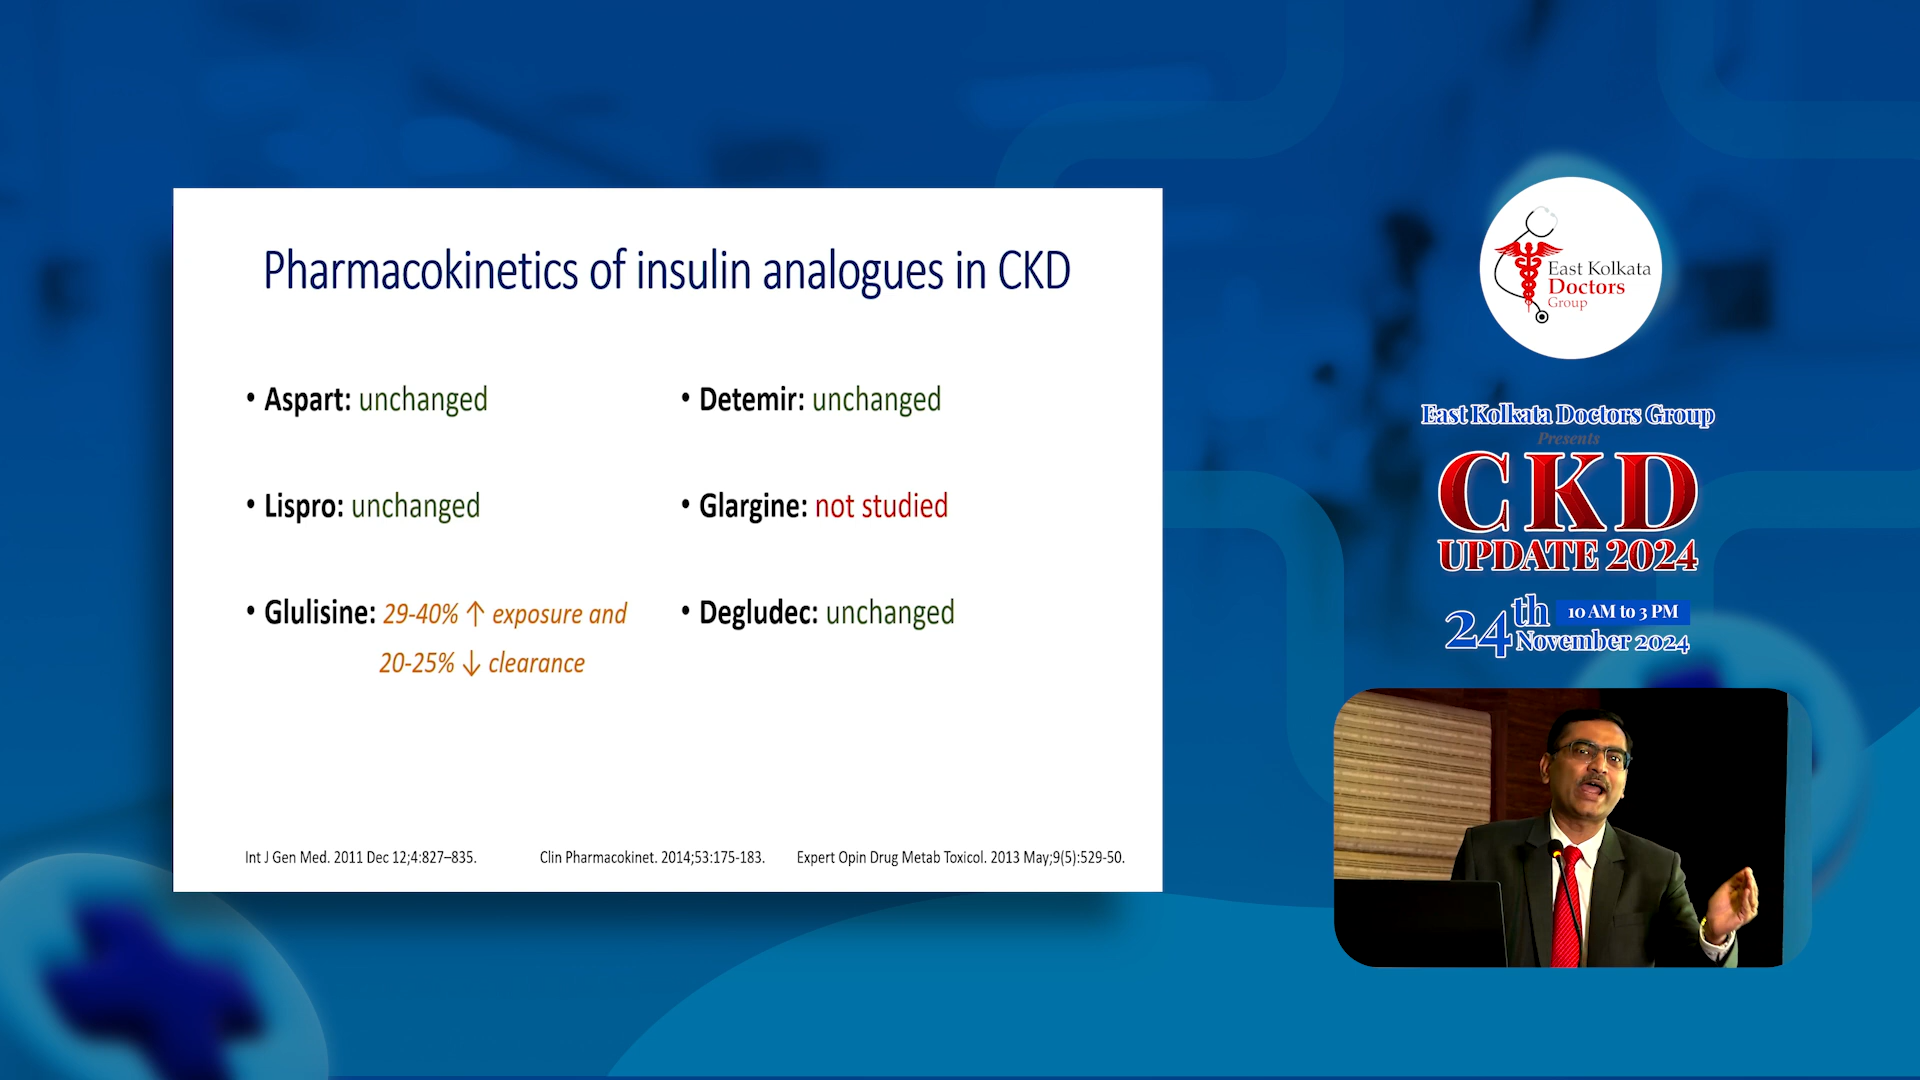 Pharmacokinetics of insulin analogues in CKD
• Aspart: unchanged
• Lispro: unchanged
• Glulisine: 29-40% ↑ exposure and
20-25% ↓ clearance
• Detemir: unchanged
• Glargine: not studied
• Degludec: unchanged
Int J Gen Med. 2011 Dec 12;4:827–835.
Clin Pharmacokinet. 2014;53:175-183.
Expert Opin Drug Metab Toxicol. 2013 May;9(5):529-50.
East Kolkata
Doctors
Group
East Kolkata Doctors Group
Presents
CKD
UPDATE 2024
24th
10 AM to 3 PM
November 2024